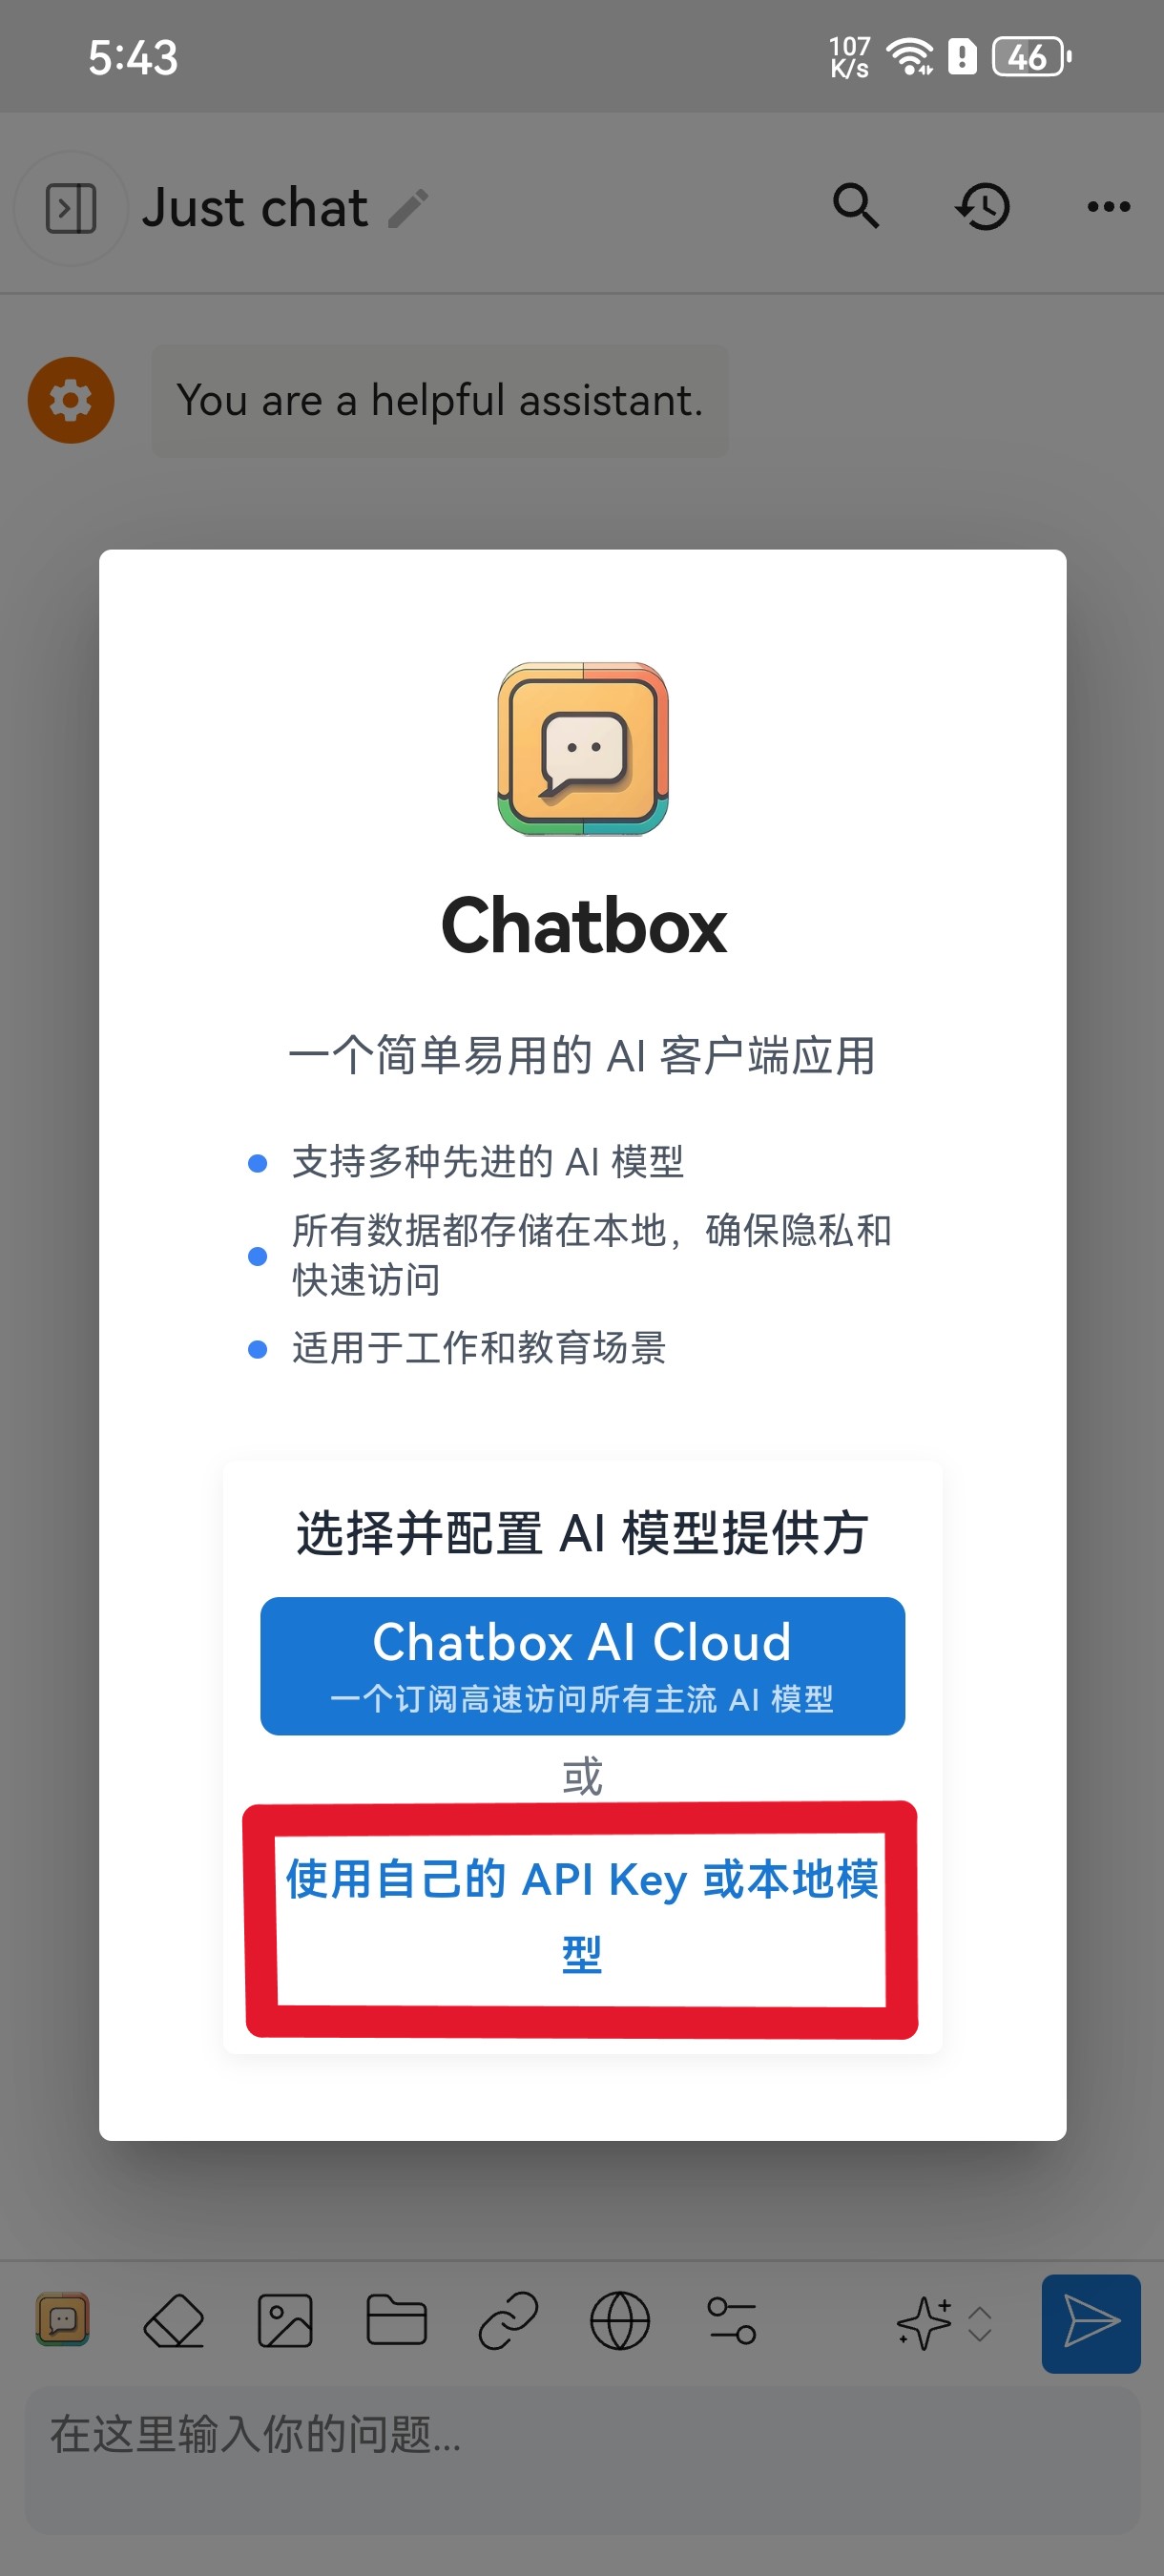 5:43
107
K/s
46
Just chat
You are a helpful assistant.
Chatbox
一个简单易用的 AI 客户端应用
支持多种先进的 AI 模型
所有数据都存储在本地，确保隐私和
快速访问
适用于工作和教育场景
选择并配置 AI 模型提供方
Chatbox AI Cloud
一个订阅高速访问所有主流 AI 模型
或
使用自己的 API Key 或本地模
型
在这里输入你的问题...